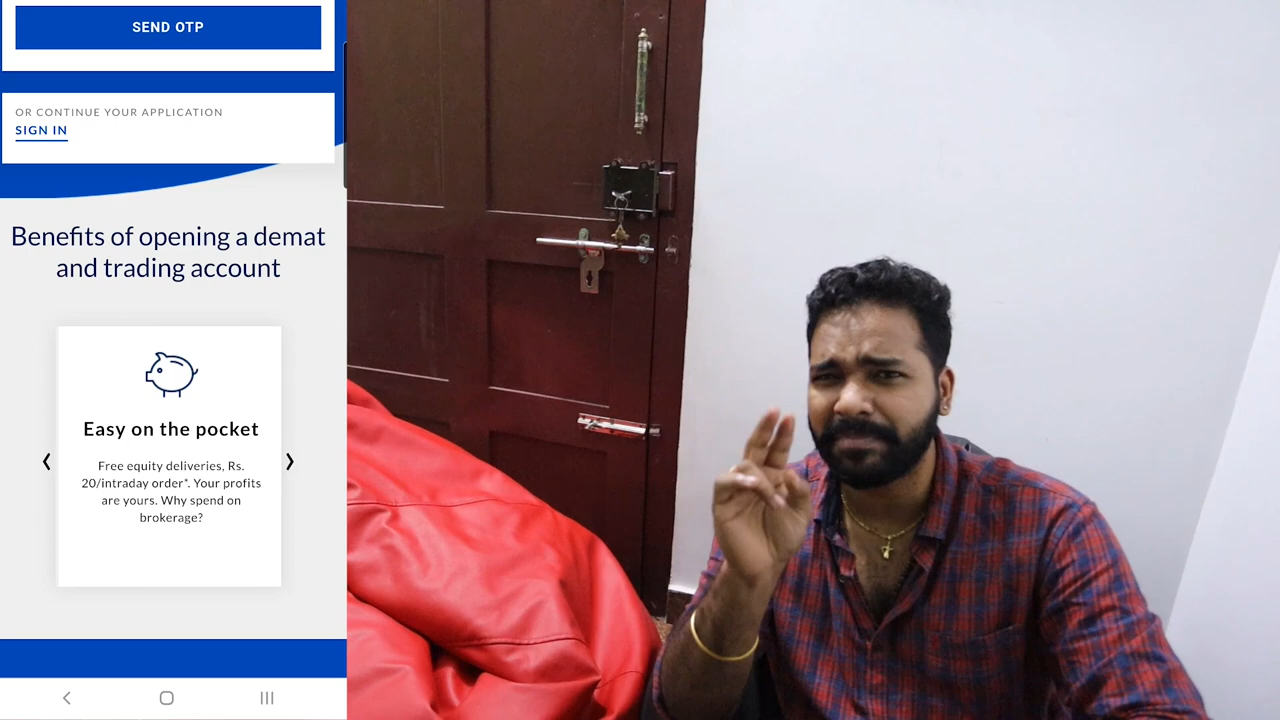 SEND OTP
OR CONTINUE YOUR APPLICATION
SIGN IN
Benefits of opening a demat
and trading account
Easy on the pocket
Free equity deliveries, Rs.
20/intraday order*. Your profits
are yours. Why spend on
brokerage?